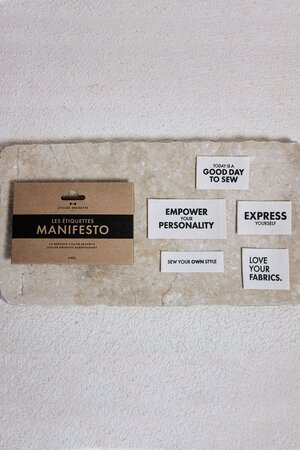 ATELIER BRUNETTE
LES ÉTIQUETTES
MANIFESTO
TODAY IS A
GOOD DAY
TO SEW
EMPOWER
YOUR
PERSONALITY
EXPRESS
YOURSELF
SEW YOUR OWN STYLE
LOVE
YOUR
FABRICS.